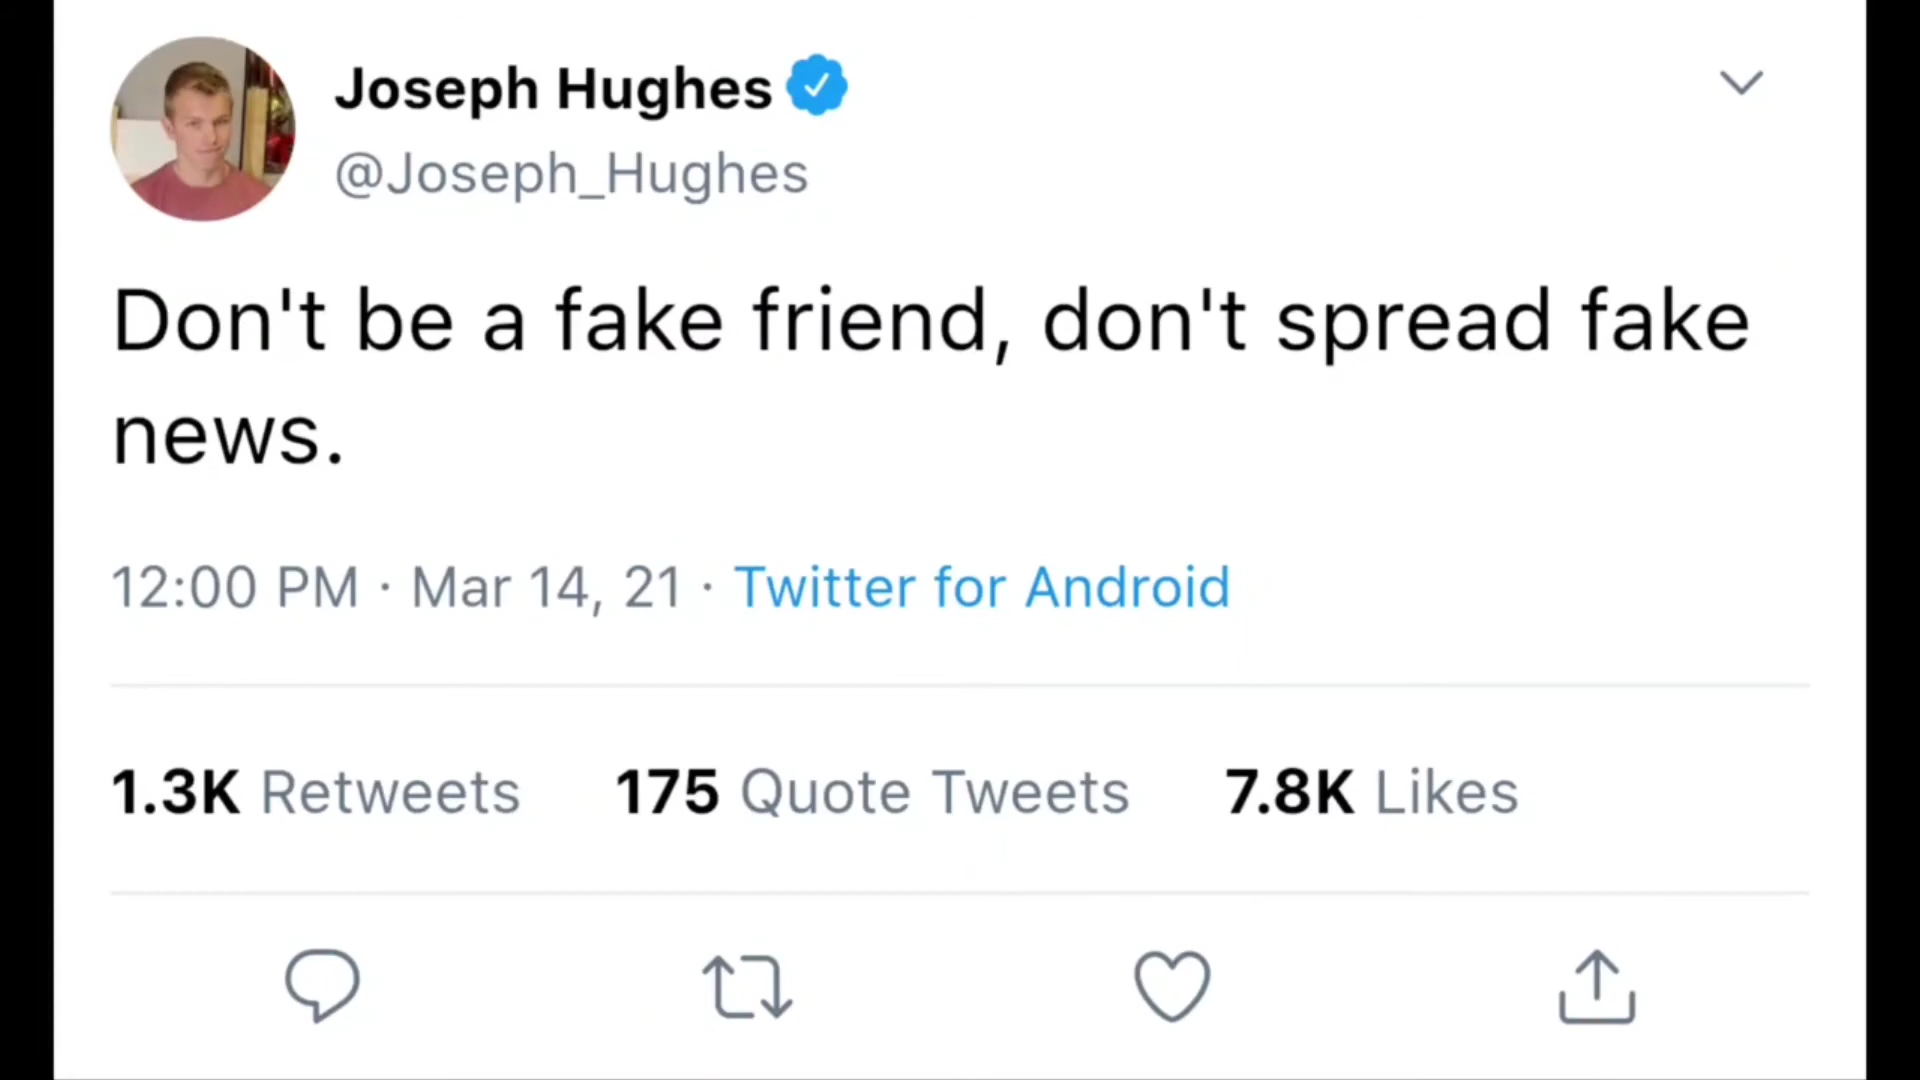 Joseph Hughes
@Joseph_Hughes
Don't be a fake friend, don't spread fake
news.
12:00 PM · Mar 14, 21 · Twitter for Android
1.3K Retweets 175 Quote Tweets 7.8K Likes